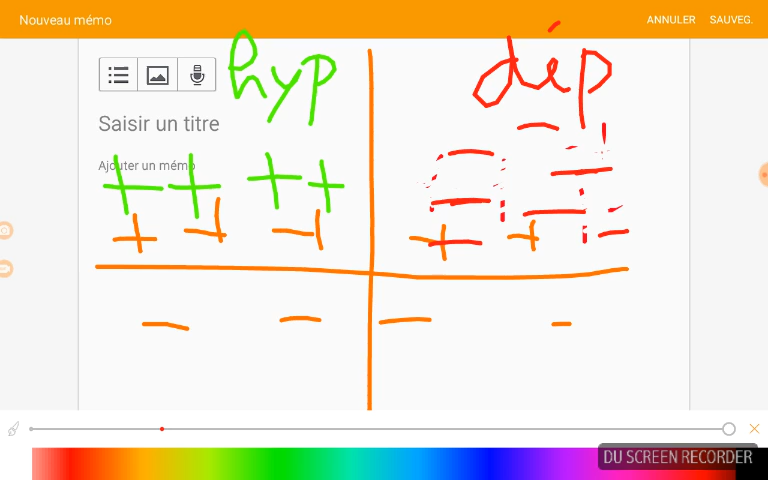 Nouveau mémo
ANNULER SAUVEG.
hyp dép
Saisir un titre
Ajouter un mémo
+ + + +
+ + + +
- - - -
DU SCREEN RECORDER